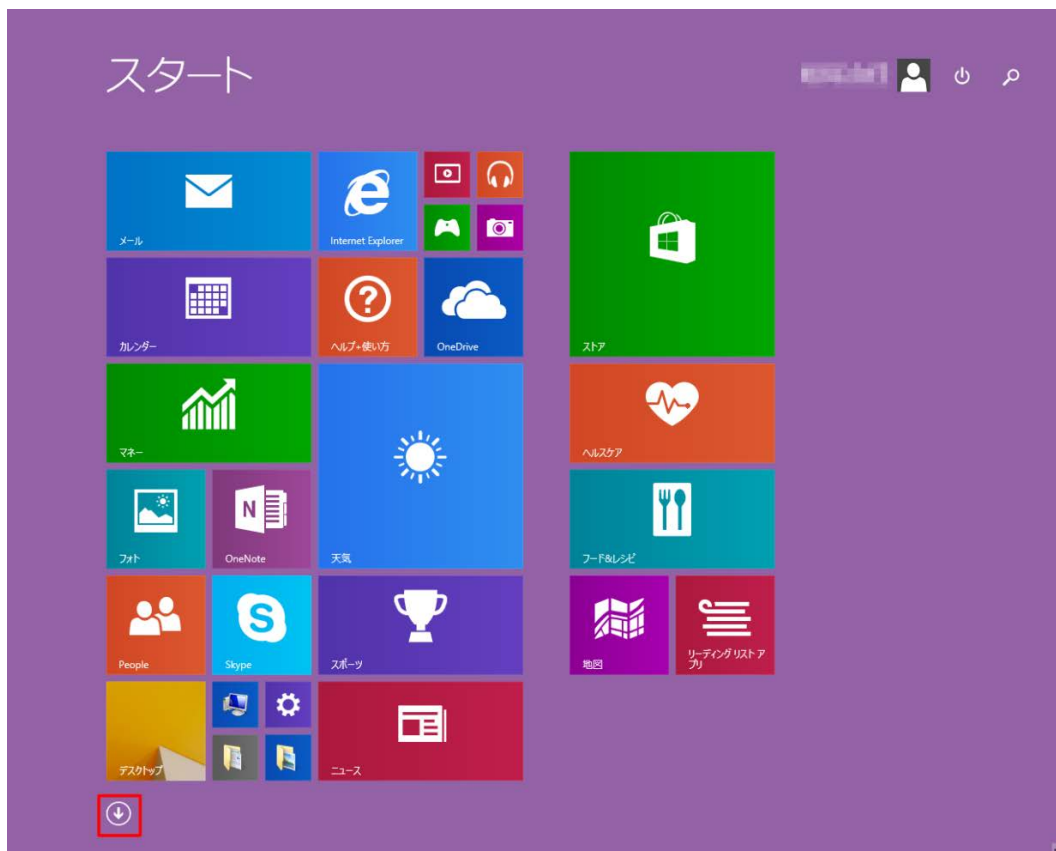 スタート
メール
Internet Explorer
ストア
カレンダー
ヘルプ+使い方
OneDrive
マネー
天気
ヘルスケア
フォト
OneNote
フード&レシピ
People
Skype
スポーツ
地図
リーディング リスト ア
プリ
デスクトップ
ニュース